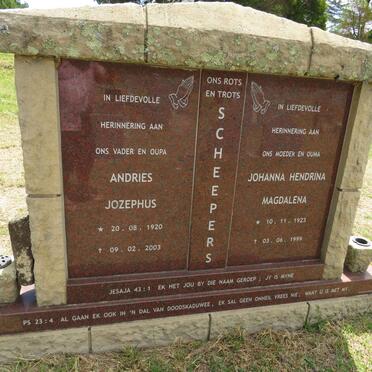 IN LIEFDEVOLLE
HERINNERING AAN
ONS VADER EN OUPA
ANDRIES
JOZEPHUS
* 20. 08. 1920
† 09. 02. 2003
ONS ROTS
EN TROTS
SCHEEPERS
IN LIEFDEVOLLE
HERINNERING AAN
ONS MOEDER EN OUMA
JOHANNA HENDRINA
MAGDALENA
* 10. 11. 1923
† 03. 06. 1999
JESAJA 43:1 EK HET JOU BY DIE NAAM GEROEP; JY IS MYNE
PS 23:4. AL GAAN EK OOK IN 'N DAL VAN DOODSKADUWEE, EK SAL GEEN ONHEIL VREES NIE; WANT U IS MET MY.